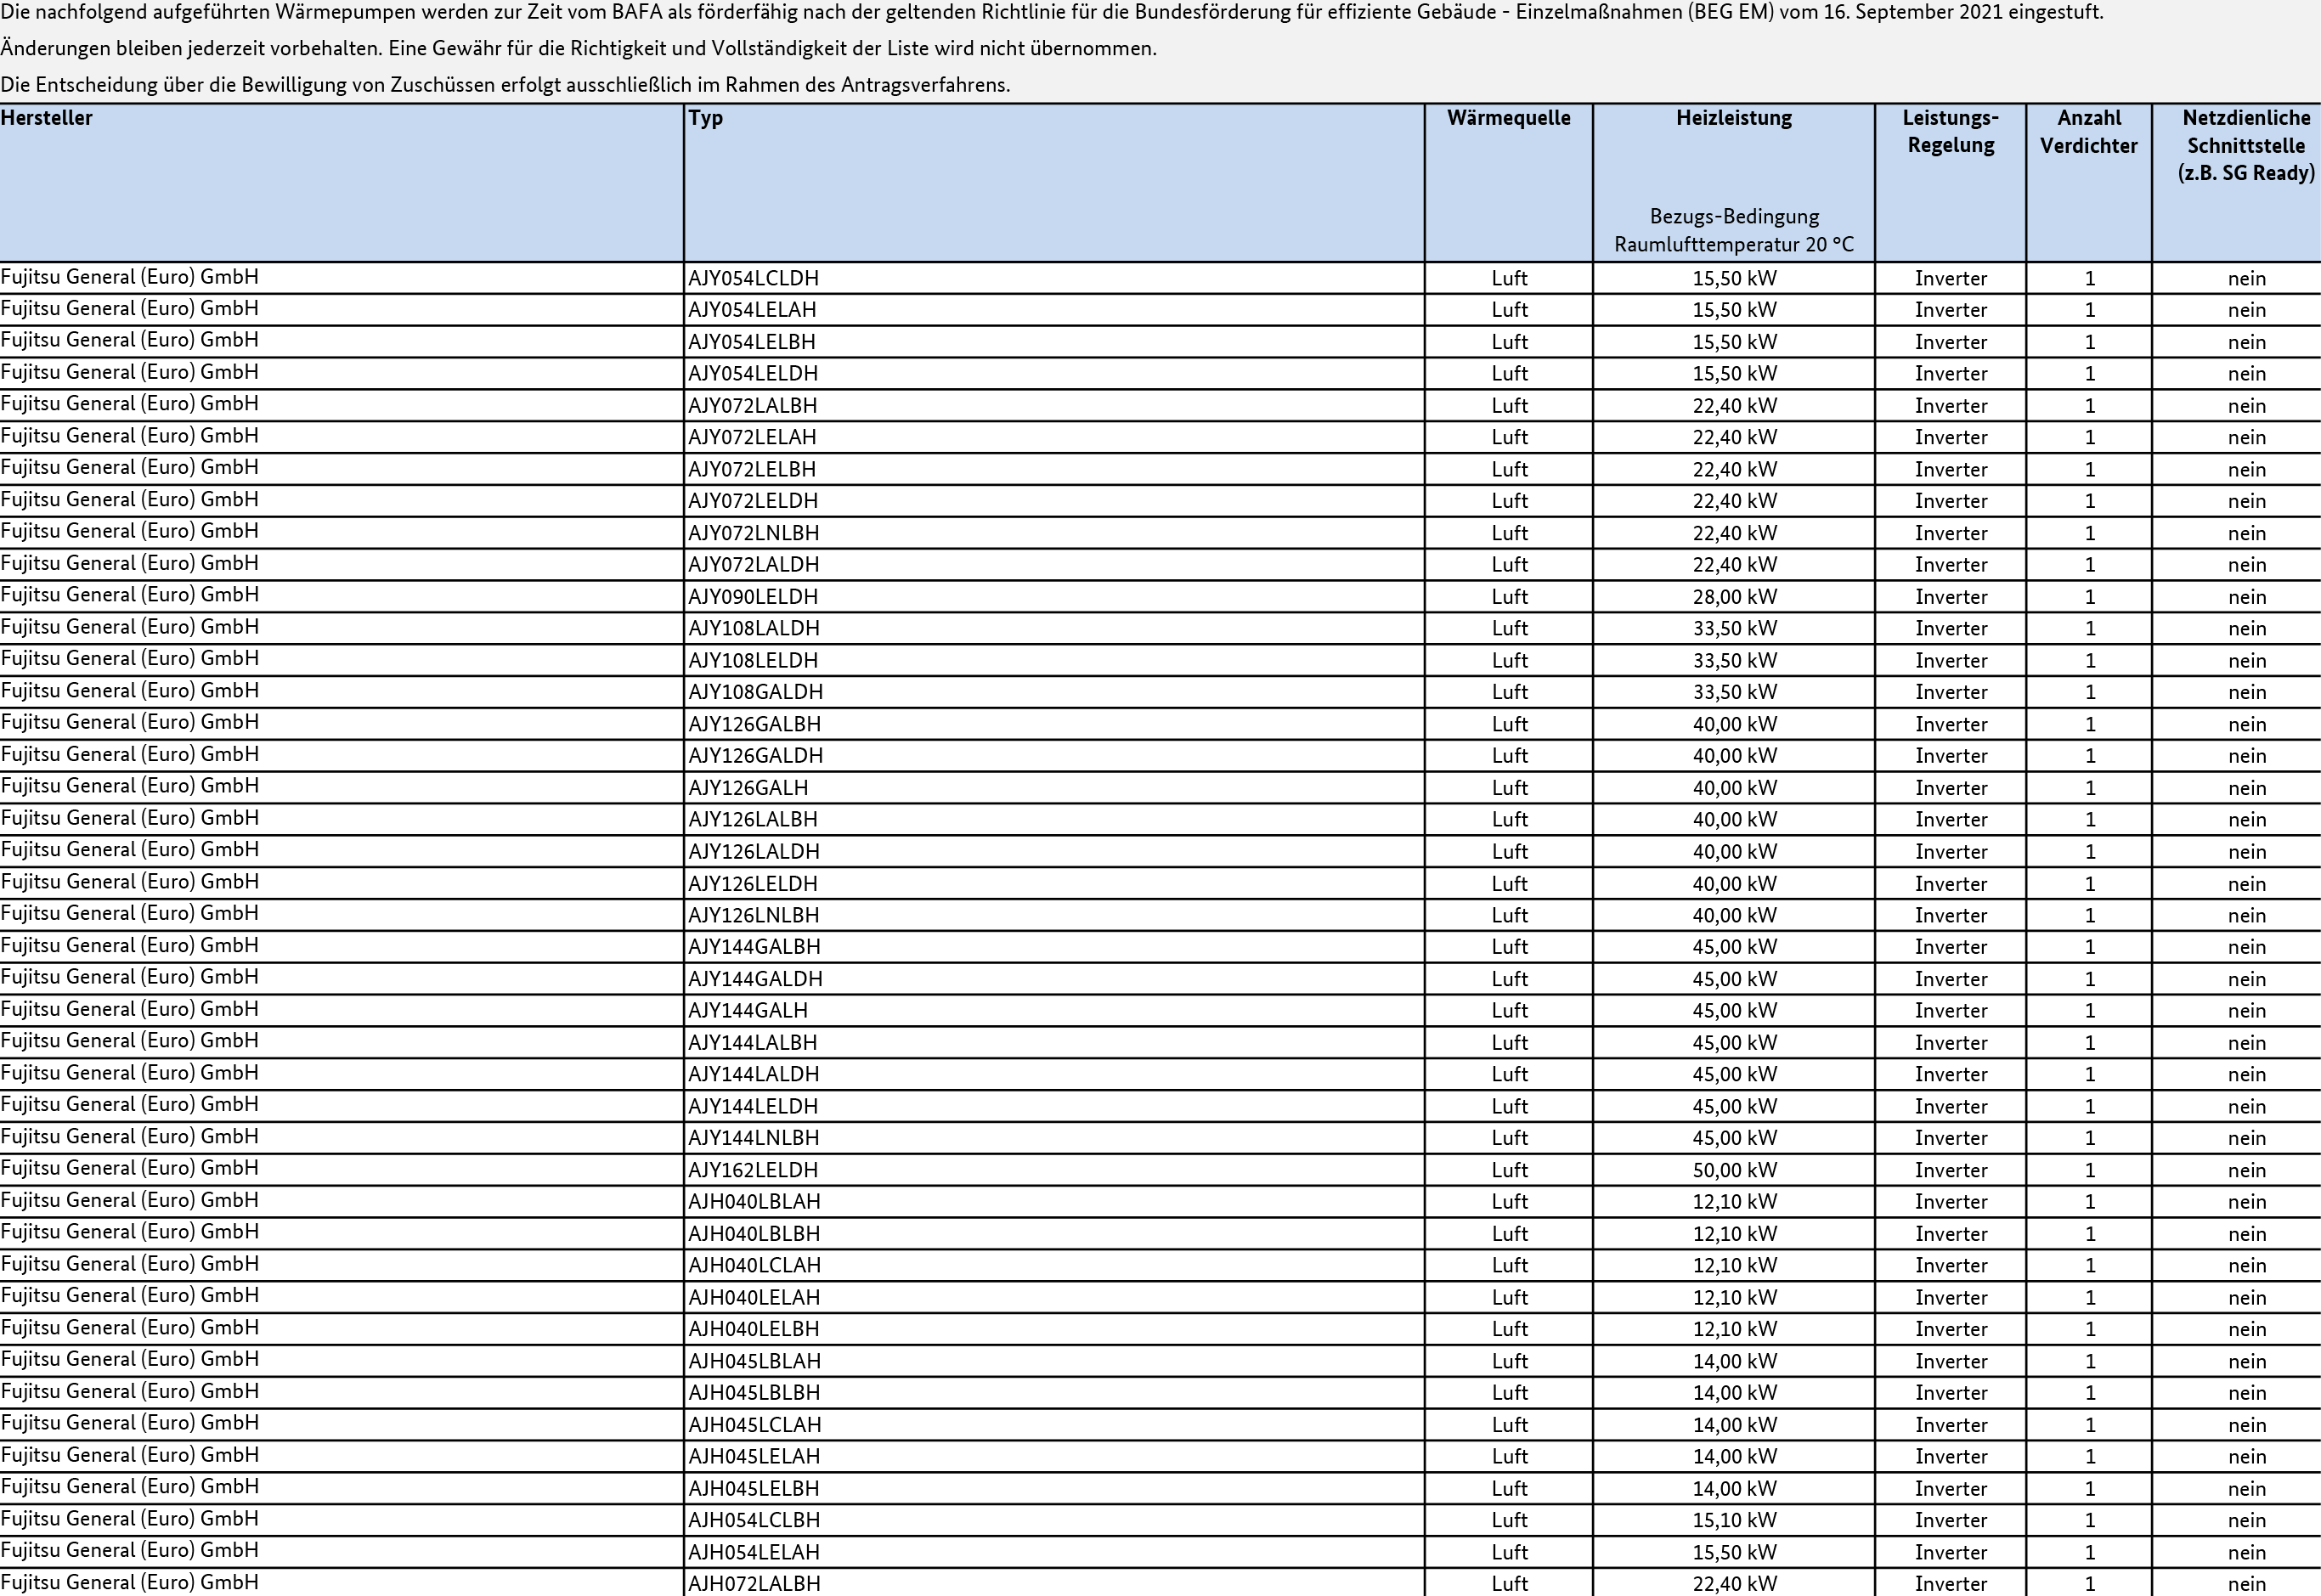 Die nachfolgend aufgeführten Wärmepumpen werden zur Zeit vom BAFA als förderfähig nach der geltenden Richtlinie für die Bundesförderung für effiziente Gebäude - Einzelmaßnahmen (BEG EM) vom 16. September 2021 eingestuft.
Änderungen bleiben jederzeit vorbehalten. Eine Gewähr für die Richtigkeit und Vollständigkeit der Liste wird nicht übernommen.
Die Entscheidung über die Bewilligung von Zuschüssen erfolgt ausschließlich im Rahmen des Antragsverfahrens.
Hersteller Typ Wärmequelle Heizleistung Leistungs- Anzahl Netzdienliche
Regelung Verdichter Schnittstelle
(z.B. SG Ready)
Bezugs-Bedingung
Raumlufttemperatur 20 °C
Fujitsu General (Euro) GmbH AJY054LCLDH Luft 15,50 kW Inverter 1 nein
Fujitsu General (Euro) GmbH AJY054LELAH Luft 15,50 kW Inverter 1 nein
Fujitsu General (Euro) GmbH AJY054LELBH Luft 15,50 kW Inverter 1 nein
Fujitsu General (Euro) GmbH AJY054LELDH Luft 15,50 kW Inverter 1 nein
Fujitsu General (Euro) GmbH AJY072LALBH Luft 22,40 kW Inverter 1 nein
Fujitsu General (Euro) GmbH AJY072LELAH Luft 22,40 kW Inverter 1 nein
Fujitsu General (Euro) GmbH AJY072LELBH Luft 22,40 kW Inverter 1 nein
Fujitsu General (Euro) GmbH AJY072LELDH Luft 22,40 kW Inverter 1 nein
Fujitsu General (Euro) GmbH AJY072LNLBH Luft 22,40 kW Inverter 1 nein
Fujitsu General (Euro) GmbH AJY072LALDH Luft 22,40 kW Inverter 1 nein
Fujitsu General (Euro) GmbH AJY090LELDH Luft 28,00 kW Inverter 1 nein
Fujitsu General (Euro) GmbH AJY108LALDH Luft 33,50 kW Inverter 1 nein
Fujitsu General (Euro) GmbH AJY108LELDH Luft 33,50 kW Inverter 1 nein
Fujitsu General (Euro) GmbH AJY108GALDH Luft 33,50 kW Inverter 1 nein
Fujitsu General (Euro) GmbH AJY126GALBH Luft 40,00 kW Inverter 1 nein
Fujitsu General (Euro) GmbH AJY126GALDH Luft 40,00 kW Inverter 1 nein
Fujitsu General (Euro) GmbH AJY126GALH Luft 40,00 kW Inverter 1 nein
Fujitsu General (Euro) GmbH AJY126LALBH Luft 40,00 kW Inverter 1 nein
Fujitsu General (Euro) GmbH AJY126LALDH Luft 40,00 kW Inverter 1 nein
Fujitsu General (Euro) GmbH AJY126LELDH Luft 40,00 kW Inverter 1 nein
Fujitsu General (Euro) GmbH AJY126LNLBH Luft 40,00 kW Inverter 1 nein
Fujitsu General (Euro) GmbH AJY144GALBH Luft 45,00 kW Inverter 1 nein
Fujitsu General (Euro) GmbH AJY144GALDH Luft 45,00 kW Inverter 1 nein
Fujitsu General (Euro) GmbH AJY144GALH Luft 45,00 kW Inverter 1 nein
Fujitsu General (Euro) GmbH AJY144LALBH Luft 45,00 kW Inverter 1 nein
Fujitsu General (Euro) GmbH AJY144LALDH Luft 45,00 kW Inverter 1 nein
Fujitsu General (Euro) GmbH AJY144LELDH Luft 45,00 kW Inverter 1 nein
Fujitsu General (Euro) GmbH AJY144LNLBH Luft 45,00 kW Inverter 1 nein
Fujitsu General (Euro) GmbH AJY162LELDH Luft 50,00 kW Inverter 1 nein
Fujitsu General (Euro) GmbH AJH040LBLAH Luft 12,10 kW Inverter 1 nein
Fujitsu General (Euro) GmbH AJH040LBLBH Luft 12,10 kW Inverter 1 nein
Fujitsu General (Euro) GmbH AJH040LCLAH Luft 12,10 kW Inverter 1 nein
Fujitsu General (Euro) GmbH AJH040LELAH Luft 12,10 kW Inverter 1 nein
Fujitsu General (Euro) GmbH AJH040LELBH Luft 12,10 kW Inverter 1 nein
Fujitsu General (Euro) GmbH AJH045LBLAH Luft 14,00 kW Inverter 1 nein
Fujitsu General (Euro) GmbH AJH045LBLBH Luft 14,00 kW Inverter 1 nein
Fujitsu General (Euro) GmbH AJH045LCLAH Luft 14,00 kW Inverter 1 nein
Fujitsu General (Euro) GmbH AJH045LELAH Luft 14,00 kW Inverter 1 nein
Fujitsu General (Euro) GmbH AJH045LELBH Luft 14,00 kW Inverter 1 nein
Fujitsu General (Euro) GmbH AJH054LCLBH Luft 15,10 kW Inverter 1 nein
Fujitsu General (Euro) GmbH AJH054LELAH Luft 15,50 kW Inverter 1 nein
Fujitsu General (Euro) GmbH AJH072LALBH Luft 22,40 kW Inverter 1 nein